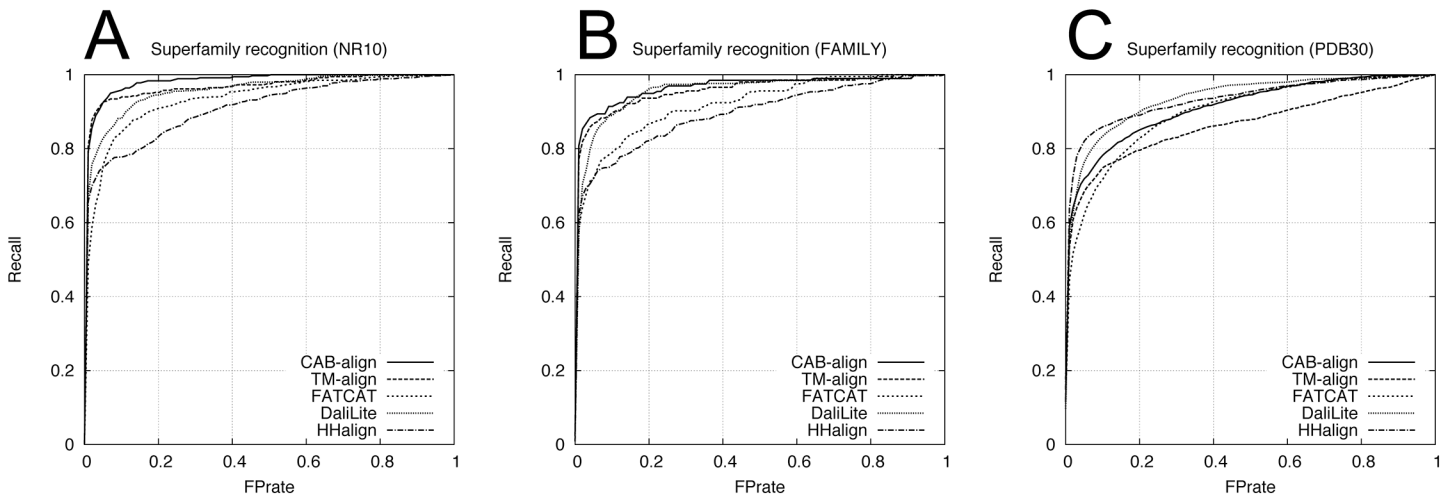 A Superfamily recognition (NR10)
1
0.8
0.6
0.4
0.2
0
Recall
CAB-align
TM-align
FATCAT
DaliLite
HHalign
0 0.2 0.4 0.6 0.8 1
FPrate
B Superfamily recognition (FAMILY)
1
0.8
0.6
0.4
0.2
0
Recall
CAB-align
TM-align
FATCAT
DaliLite
HHalign
0 0.2 0.4 0.6 0.8 1
FPrate
C Superfamily recognition (PDB30)
1
0.8
0.6
0.4
0.2
0
Recall
CAB-align
TM-align
FATCAT
DaliLite
HHalign
0 0.2 0.4 0.6 0.8 1
FPrate